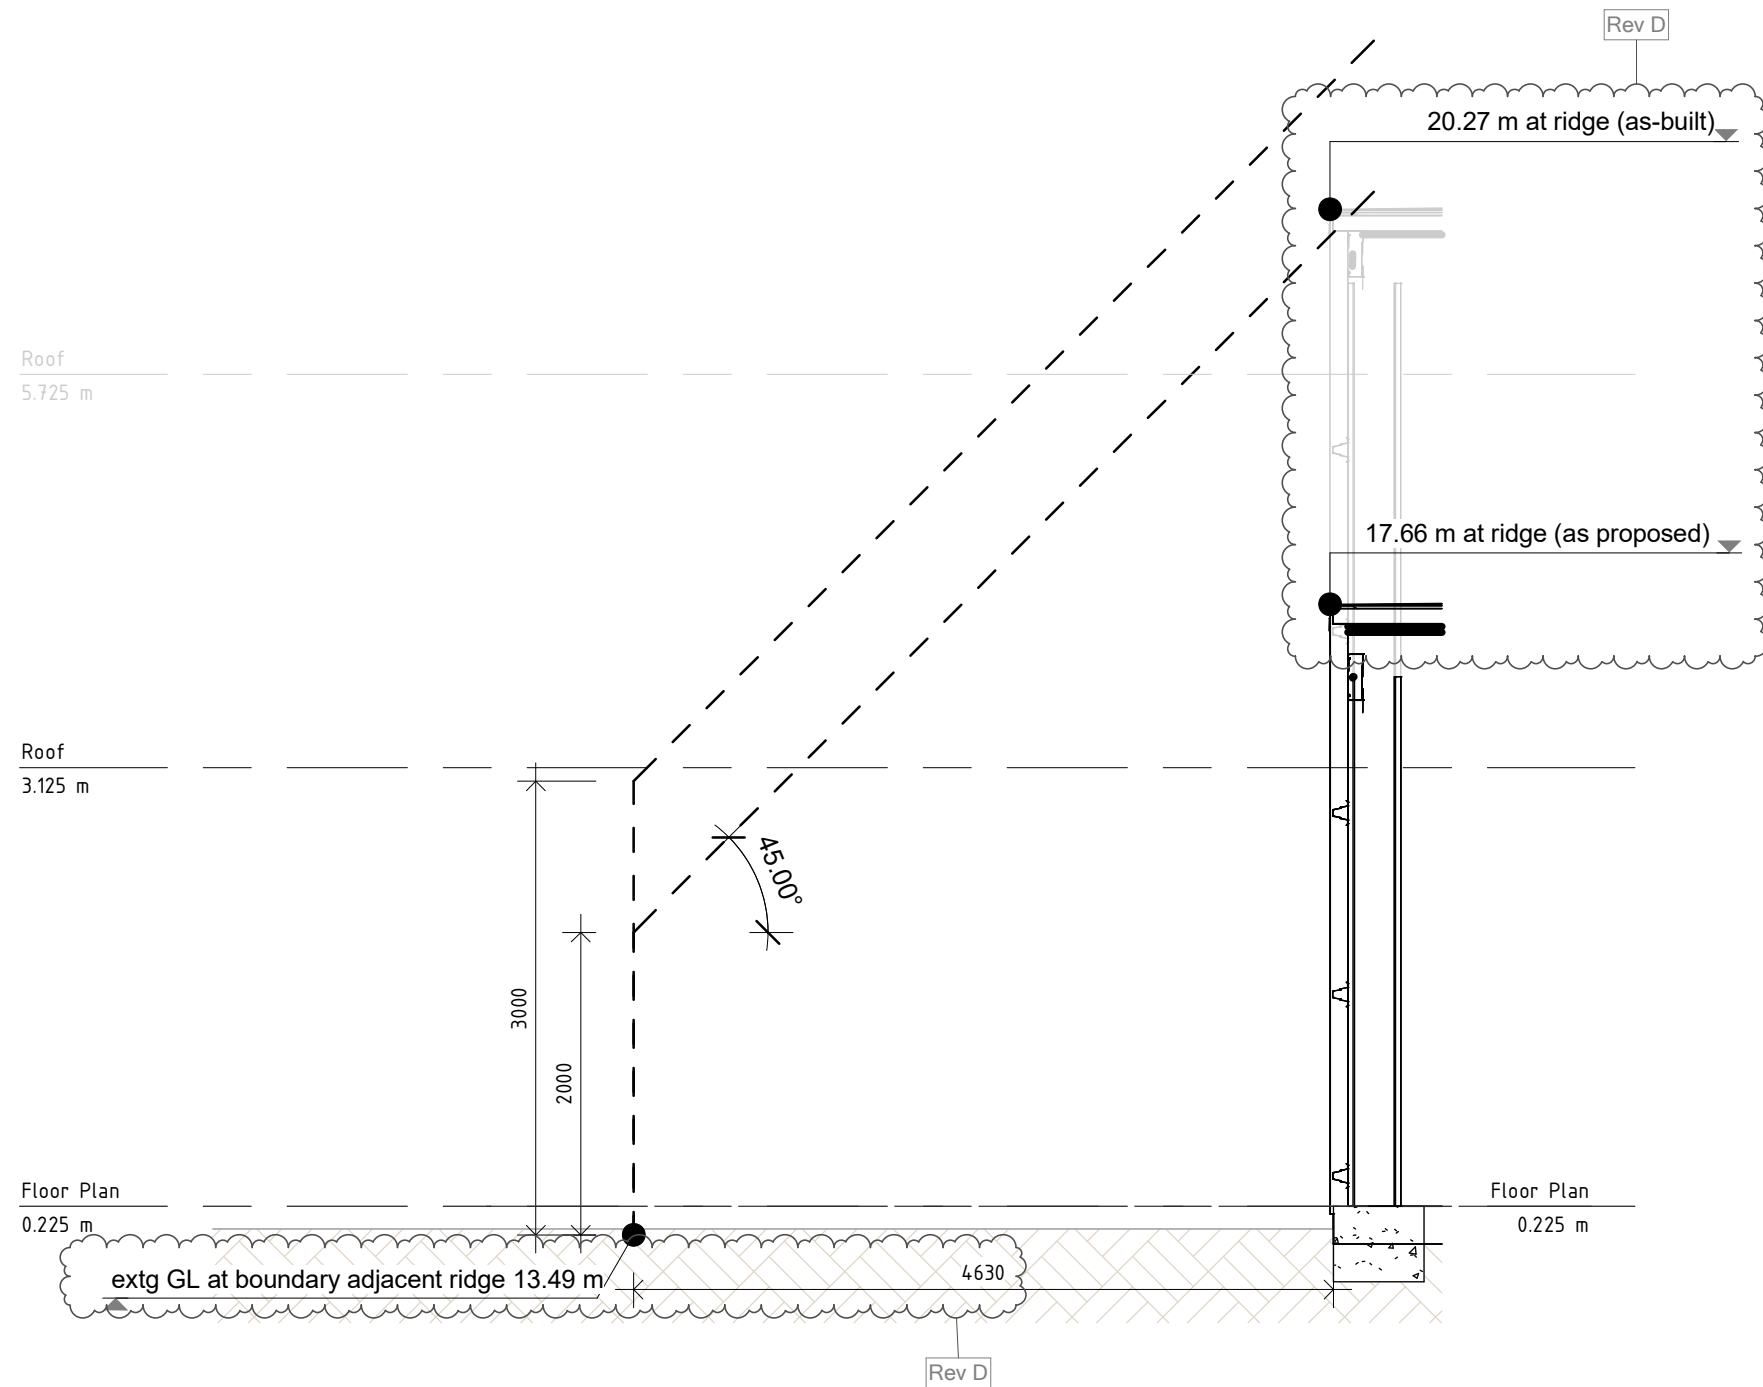 Rev D
20.27 m at ridge (as-built)
Roof
5.725 m
17.66 m at ridge (as proposed)
Roof
3.125 m
45.00°
3000
2000
Floor Plan
0.225 m
Floor Plan
0.225 m
extg GL at boundary adjacent ridge 13.49 m
4630
Rev D